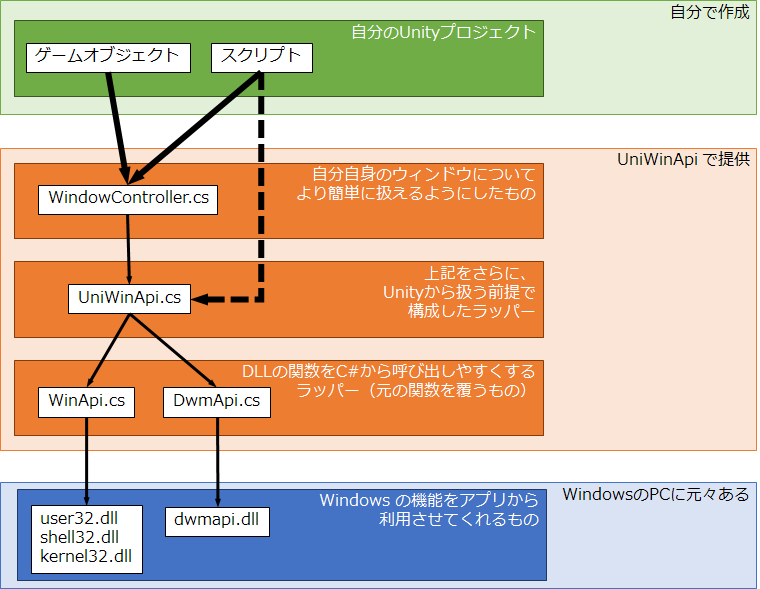 自分で作成
自分のUnityプロジェクト
ゲームオブジェクト
スクリプト
UniWinApi で提供
自分自身のウィンドウについて
より簡単に扱えるようにしたもの
WindowController.cs
上記をさらに、
Unityから扱う前提で
構成したラッパー
UniWinApi.cs
DLLの関数をC#から呼び出しやすくする
ラッパー（元の関数を覆うもの）
WinApi.cs
DwmApi.cs
WindowsのPCに元々ある
Windows の機能をアプリから
利用させてくれるもの
user32.dll
shell32.dll
kernel32.dll
dwmapi.dll